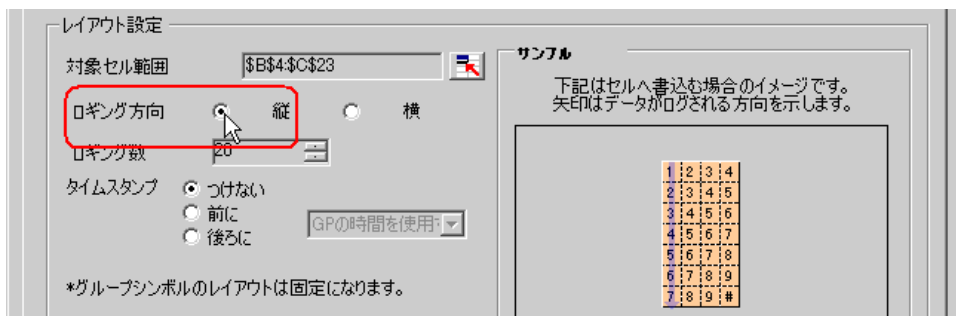 レイアウト設定
対象セル範囲 $B$4:$C$23
ロギング方向 縦 横
ロギング数 20
タイムスタンプ つけない
前に GPの時間を使用
後ろに
*グループシンボルのレイアウトは固定になります。
サンプル
下記はセルへ書込む場合のイメージです。
矢印はデータがログされる方向を示します。
1 2 3 4
2 3 4 5
3 4 5 6
4 5 6 7
5 6 7 8
6 7 8 9
7 8 9 #